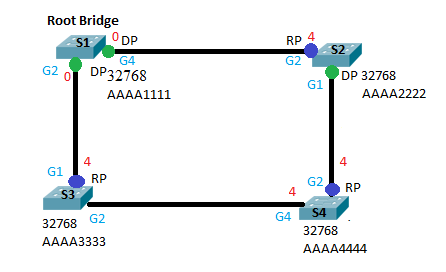 Root Bridge
S1
0 DP
G4
G2
0
DP 32768
AAAA1111
4
RP
G2
S2
G1
DP 32768
AAAA2222
G1
4
RP
S3
G2
32768
AAAA3333
4
G2
RP
4
G4
S4
32768
AAAA4444